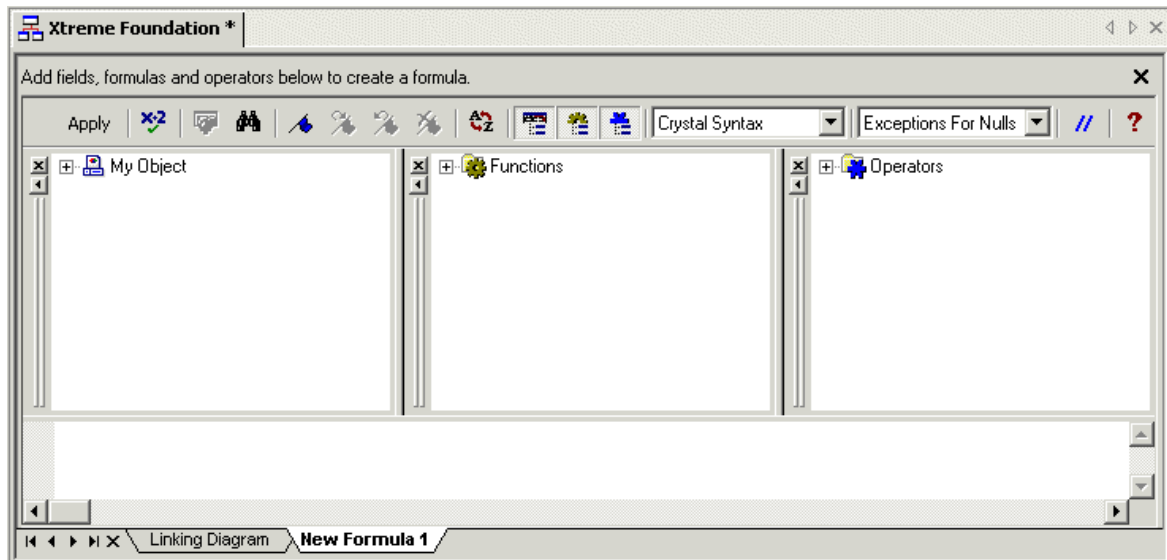 Xtreme Foundation *
Add fields, formulas and operators below to create a formula.
Apply x+2 A Z Crystal Syntax Exceptions For Nulls // ?
My Object Functions Operators
Linking Diagram New Formula 1